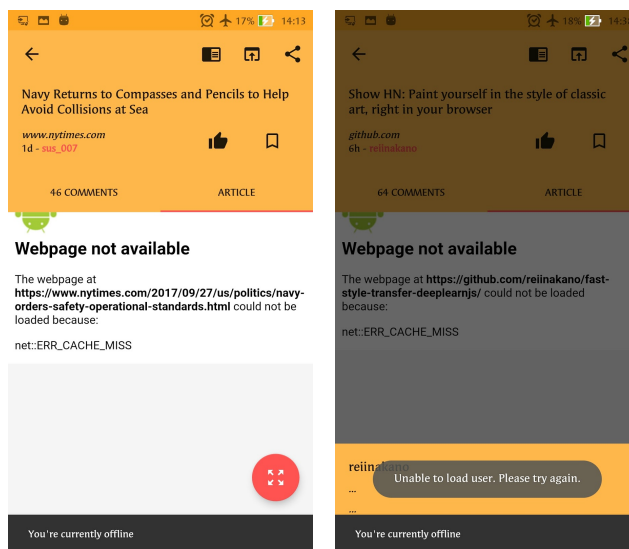 17% 14:13
Navy Returns to Compasses and Pencils to Help
Avoid Collisions at Sea
www.nytimes.com
1d - sus_007
46 COMMENTS ARTICLE
Webpage not available
The webpage at
https://www.nytimes.com/2017/09/27/us/politics/navy-
orders-safety-operational-standards.html could not be
loaded because:
net::ERR_CACHE_MISS
You're currently offline
18%
Show HN: Paint yourself in the style of classic
art, right in your browser
github.com
6h - reiinakano
64 COMMENTS ARTICLE
Webpage not available
The webpage at https://github.com/reiinakano/fast-
style-transfer-deeplearnjs/ could not be loaded
because:
net::ERR_CACHE_MISS
reiinakano
Unable to load user. Please try again.
...
...
You're currently offline